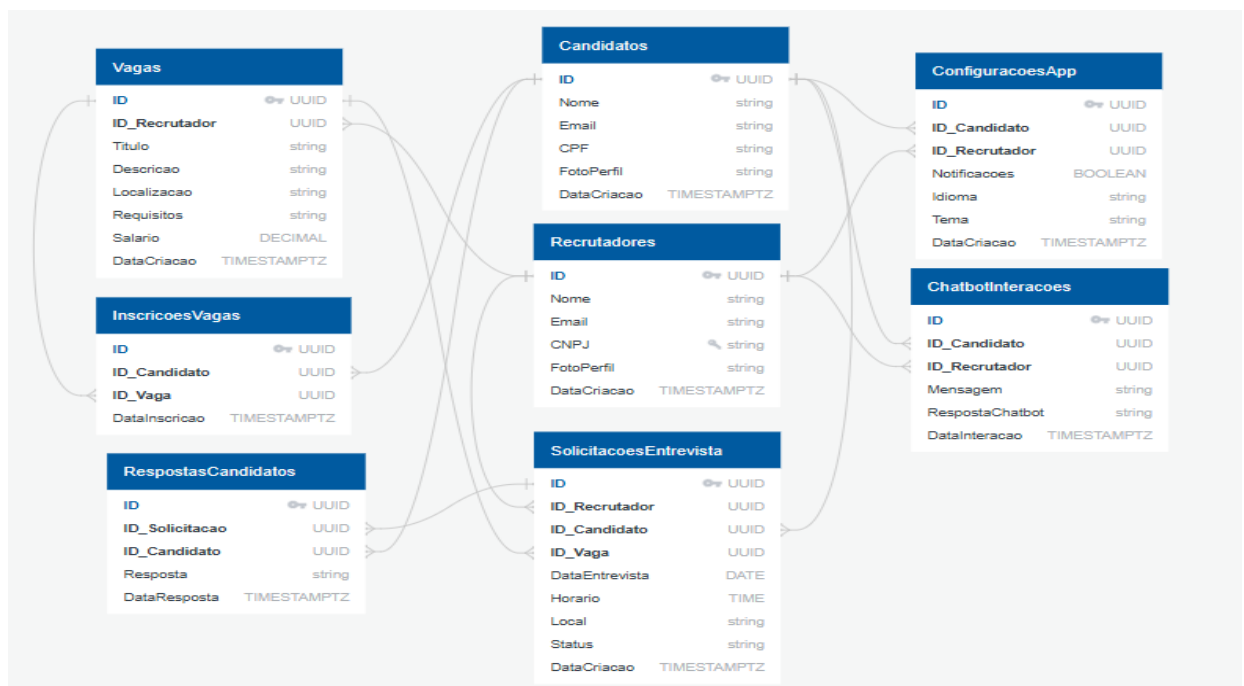 Vagas
ID UUID
ID_Recrutador UUID
Titulo string
Descricao string
Localizacao string
Requisitos string
Salario DECIMAL
DataCriacao TIMESTAMPTZ
InscricoesVagas
ID UUID
ID_Candidato UUID
ID_Vaga UUID
DataInscricao TIMESTAMPTZ
RespostasCandidatos
ID UUID
ID_Solicitacao UUID
ID_Candidato UUID
Resposta string
DataResposta TIMESTAMPTZ
Candidatos
ID UUID
Nome string
Email string
CPF string
FotoPerfil string
DataCriacao TIMESTAMPTZ
Recrutadores
ID UUID
Nome string
Email string
CNPJ string
FotoPerfil string
DataCriacao TIMESTAMPTZ
SolicitacoesEntrevista
ID UUID
ID_Recrutador UUID
ID_Candidato UUID
ID_Vaga UUID
DataEntrevista DATE
Horario TIME
Local string
Status string
DataCriacao TIMESTAMPTZ
ConfiguracoesApp
ID UUID
ID_Candidato UUID
ID_Recrutador UUID
Notificacoes BOOLEAN
Idioma string
Tema string
DataCriacao TIMESTAMPTZ
ChatbotInteracoes
ID UUID
ID_Candidato UUID
ID_Recrutador UUID
Mensagem string
RespostaChatbot string
DataInteracao TIMESTAMPTZ